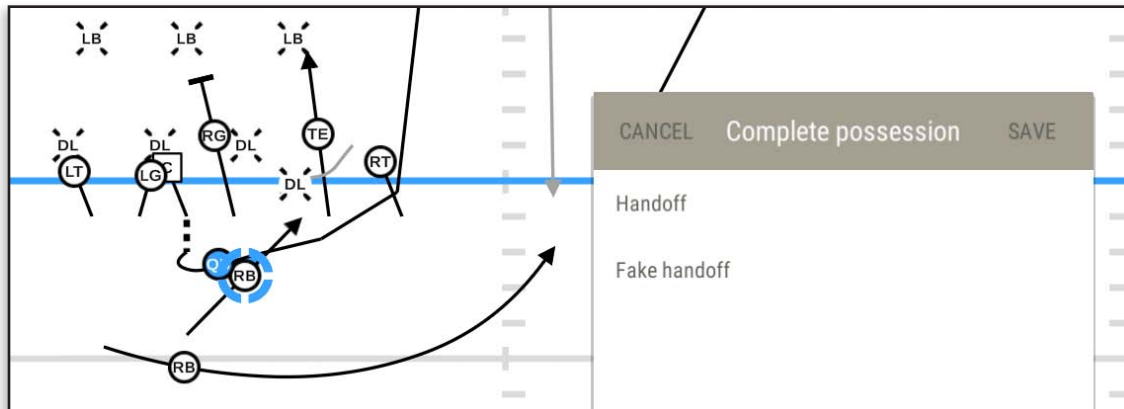 LB LB LB
RG TE
DL DL DL RT
LT LG C DL
RB
RB
CANCEL Complete possession SAVE
Handoff
Fake handoff